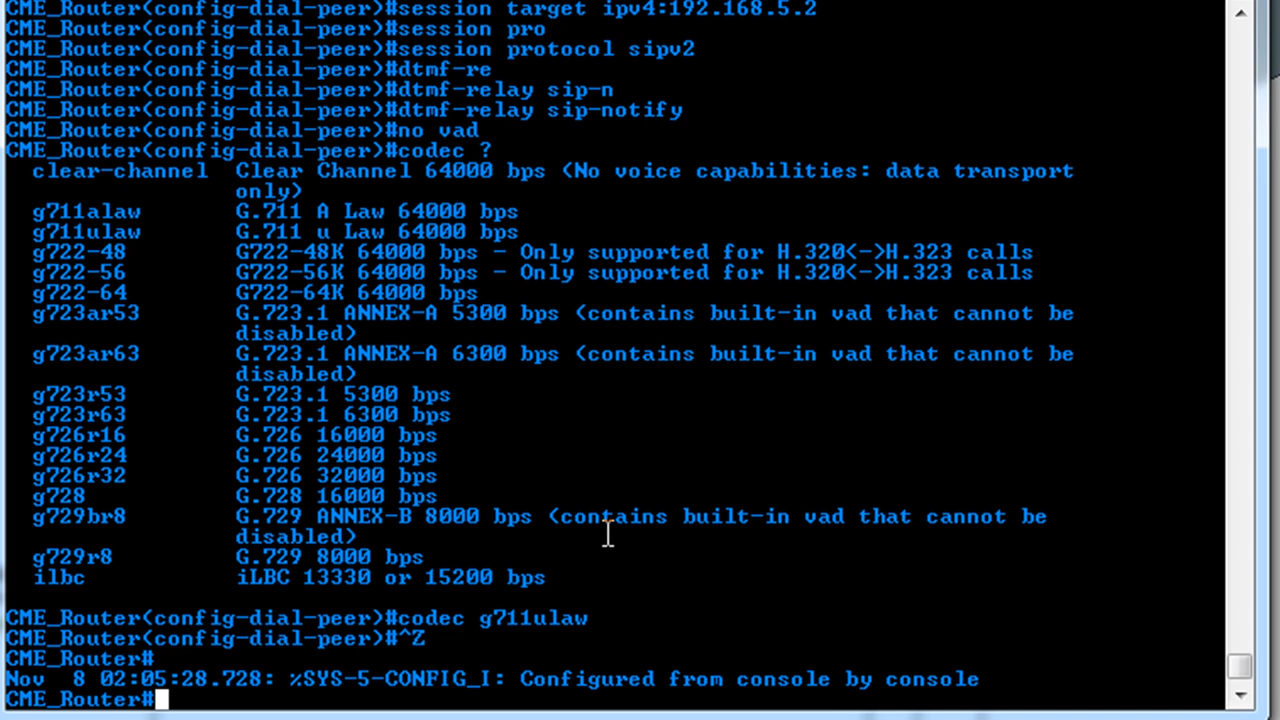 CME_Router(config-dial-peer)#session target ipv4:192.168.5.2
CME_Router(config-dial-peer)#session pro
CME_Router(config-dial-peer)#session protocol sipv2
CME_Router(config-dial-peer)#dtmf-re
CME_Router(config-dial-peer)#dtmf-relay sip-n
CME_Router(config-dial-peer)#dtmf-relay sip-notify
CME_Router(config-dial-peer)#no vad
CME_Router(config-dial-peer)#codec ?
  clear-channel  Clear Channel 64000 bps (No voice capabilities: data transport
                 only)
  g711alaw       G.711 A Law 64000 bps
  g711ulaw       G.711 u Law 64000 bps
  g722-48        G722-48K 64000 bps - Only supported for H.320<->H.323 calls
  g722-56        G722-56K 64000 bps - Only supported for H.320<->H.323 calls
  g722-64        G722-64K 64000 bps
  g723ar53       G.723.1 ANNEX-A 5300 bps (contains built-in vad that cannot be
                 disabled)
  g723ar63       G.723.1 ANNEX-A 6300 bps (contains built-in vad that cannot be
                 disabled)
  g723r53        G.723.1 5300 bps
  g723r63        G.723.1 6300 bps
  g726r16        G.726 16000 bps
  g726r24        G.726 24000 bps
  g726r32        G.726 32000 bps
  g728           G.728 16000 bps
  g729br8        G.729 ANNEX-B 8000 bps (contains built-in vad that cannot be
                 disabled)
  g729r8         G.729 8000 bps
  ilbc           iLBC 13330 or 15200 bps
CME_Router(config-dial-peer)#codec g711ulaw
CME_Router(config-dial-peer)#^Z
CME_Router#
Nov  8 02:05:28.728: %SYS-5-CONFIG_I: Configured from console by console
CME_Router#